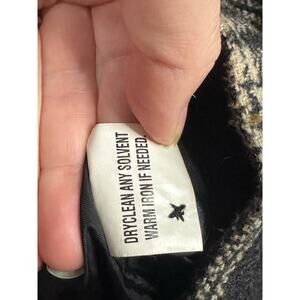 DRYCLEAN ANY SOLVENT
WARM IRON IF NEEDED.